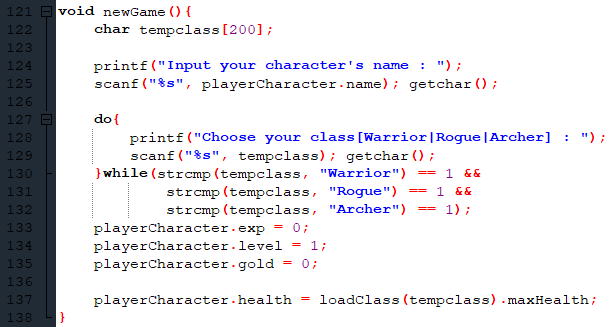 121 void newGame(){
122 char tempclass[200];
123
124 printf("Input your character's name : ");
125 scanf("%s", playerCharacter.name); getchar();
126
127 do{
128 printf("Choose your class[Warrior|Rogue|Archer] : ");
129 scanf("%s", tempclass); getchar();
130 }while(strcmp(tempclass, "Warrior") == 1 &&
131 strcmp(tempclass, "Rogue") == 1 &&
132 strcmp(tempclass, "Archer") == 1);
133 playerCharacter.exp = 0;
134 playerCharacter.level = 1;
135 playerCharacter.gold = 0;
136
137 playerCharacter.health = loadClass(tempclass).maxHealth;
138 }